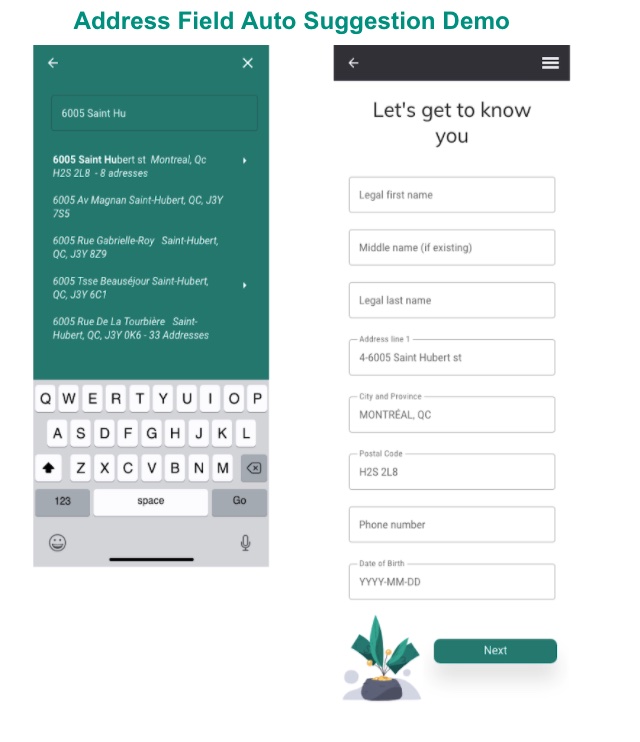 Address Field Auto Suggestion Demo
6005 Saint Hu
6005 Saint Hubert st Montreal, Qc
H2S 2L8 - 8 adresses
6005 Av Magnan Saint-Hubert, QC, J3Y
7S5
6005 Rue Gabrielle-Roy Saint-Hubert,
QC, J3Y 8Z9
6005 Tsse Beauséjour Saint-Hubert,
QC, J3Y 6C1
6005 Rue De La Tourbière Saint-
Hubert, QC, J3Y 0K6 - 33 Addresses
Q W E R T Y U I O P
A S D F G H J K L
Z X C V B N M
123 space Go
Let's get to know
you
Legal first name
Middle name (if existing)
Legal last name
Address line 1
4-6005 Saint Hubert st
City and Province
MONTRÉAL, QC
Postal Code
H2S 2L8
Phone number
Date of Birth
YYYY-MM-DD
Next